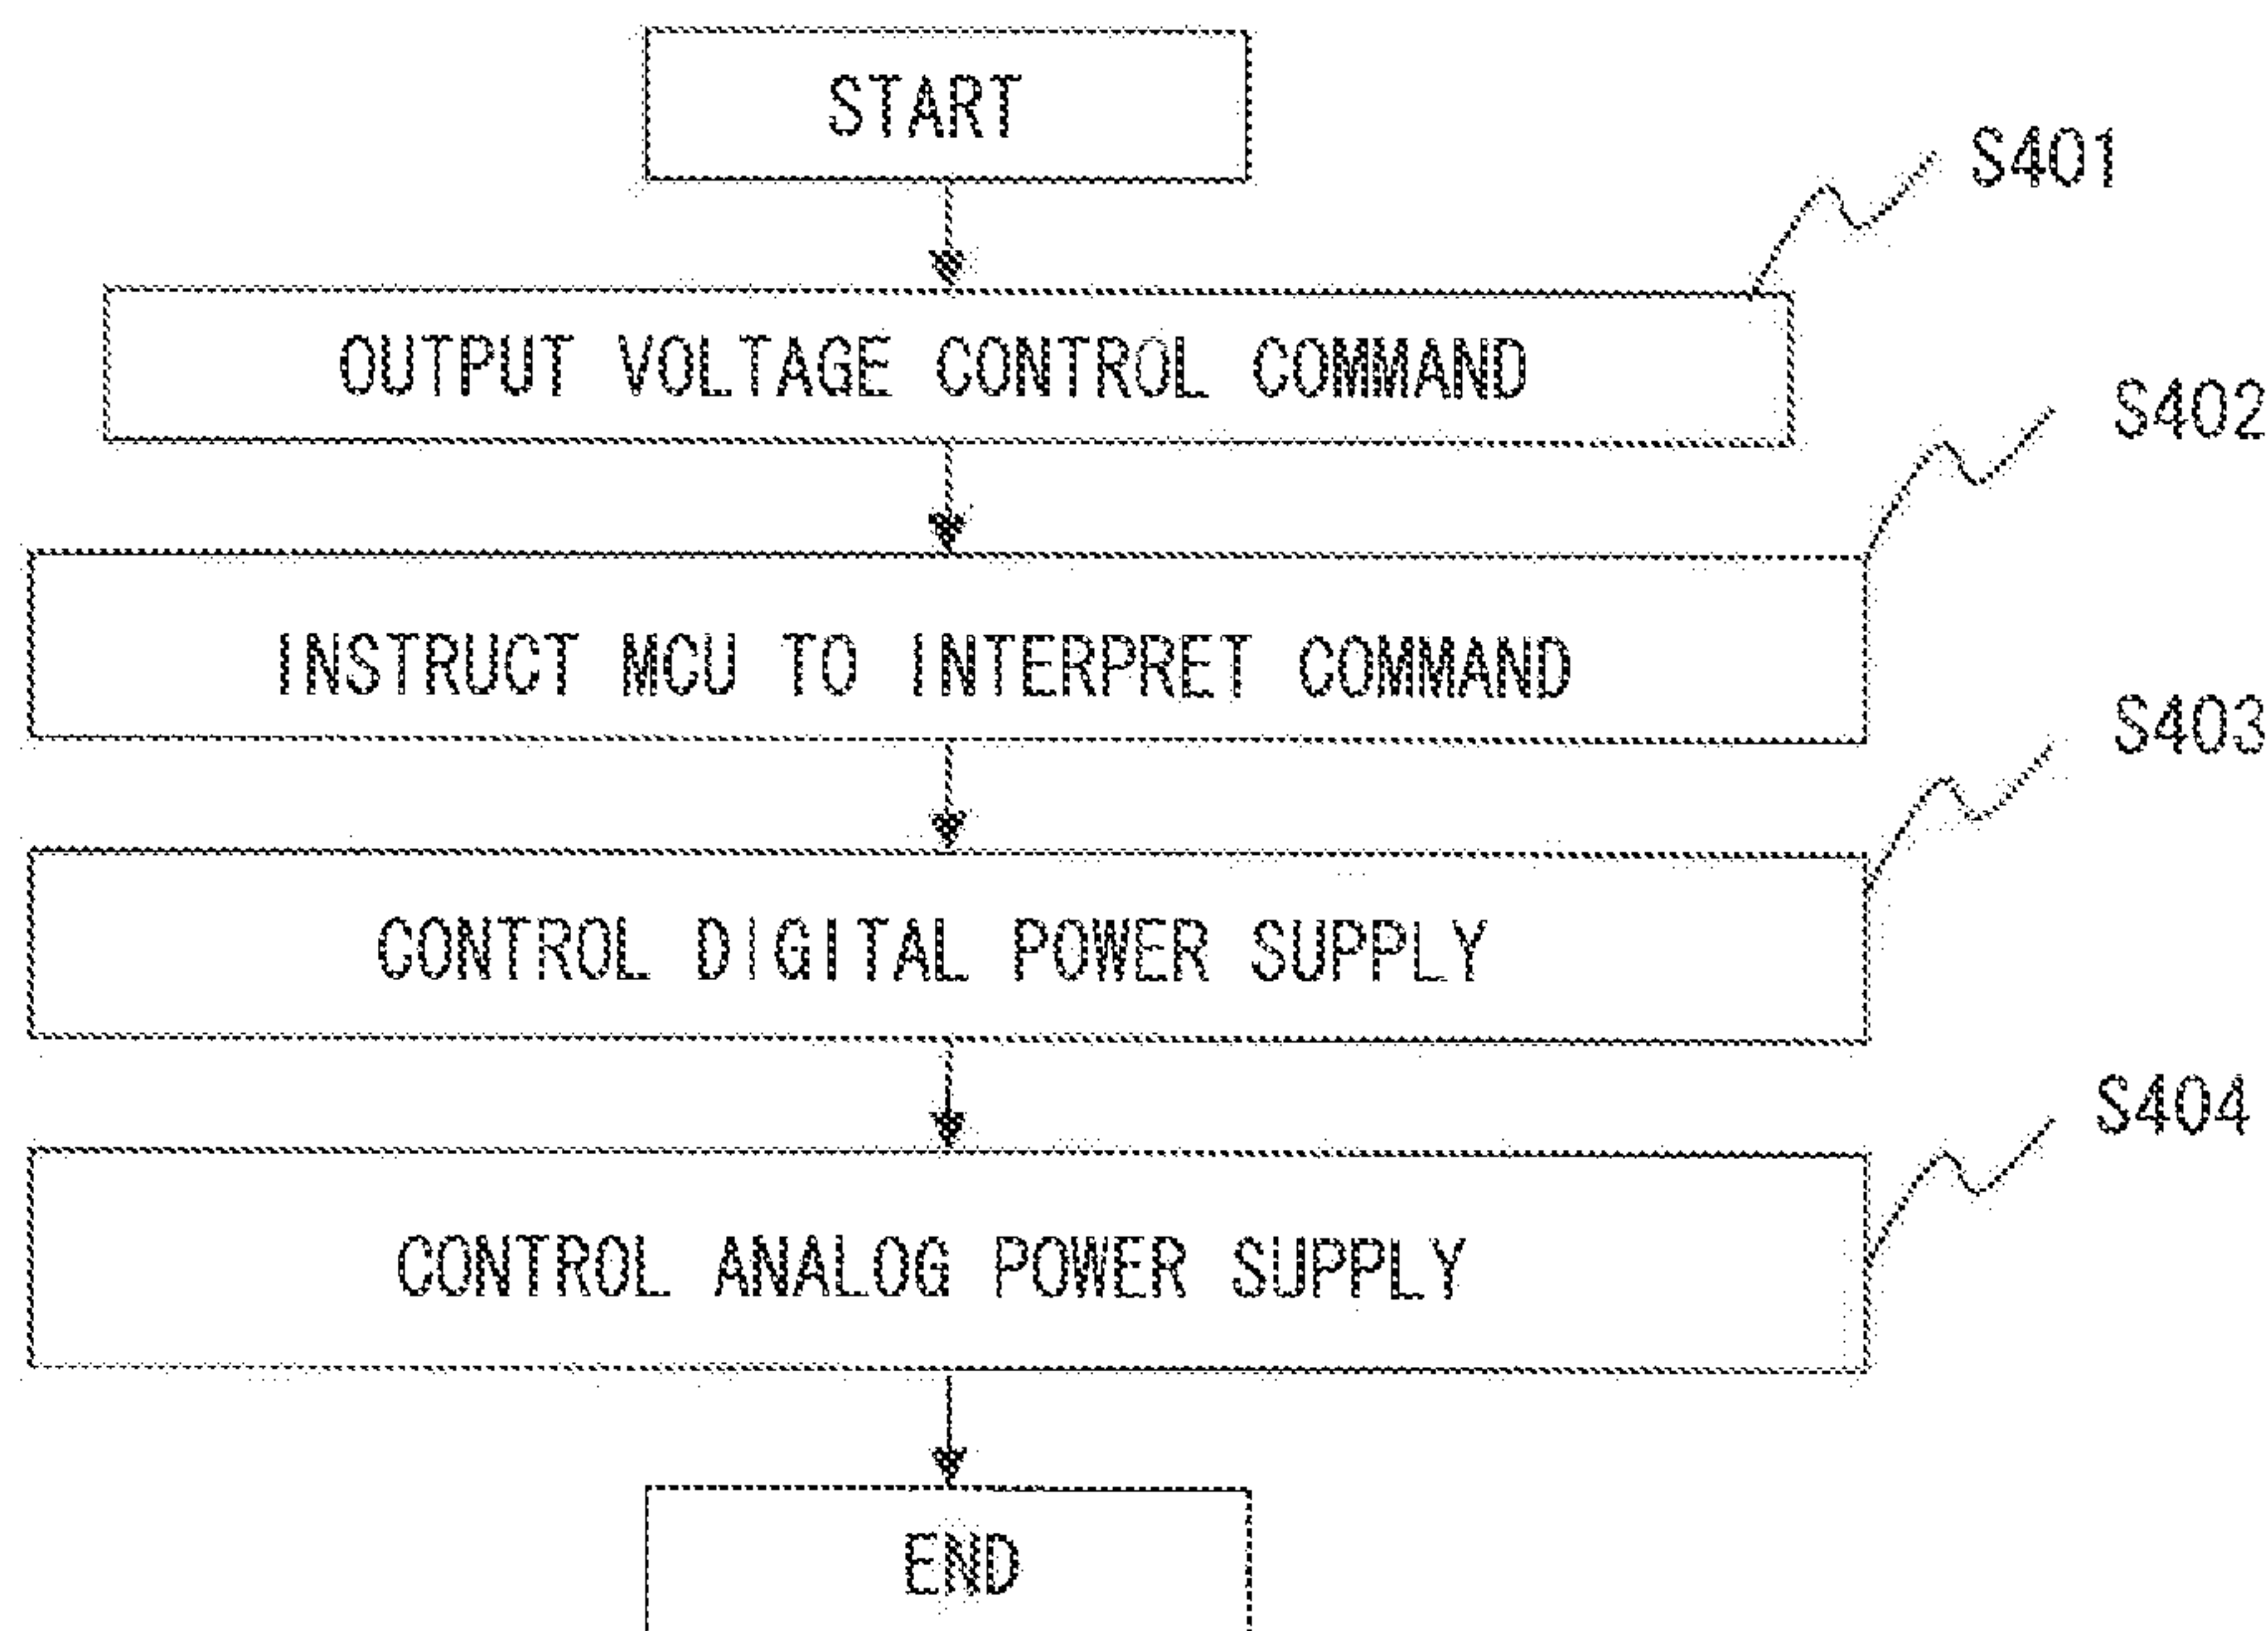 START
S401
OUTPUT VOLTAGE CONTROL COMMAND
S402
INSTRUCT MCU TO INTERPRET COMMAND
S403
CONTROL DIGITAL POWER SUPPLY
S404
CONTROL ANALOG POWER SUPPLY
END